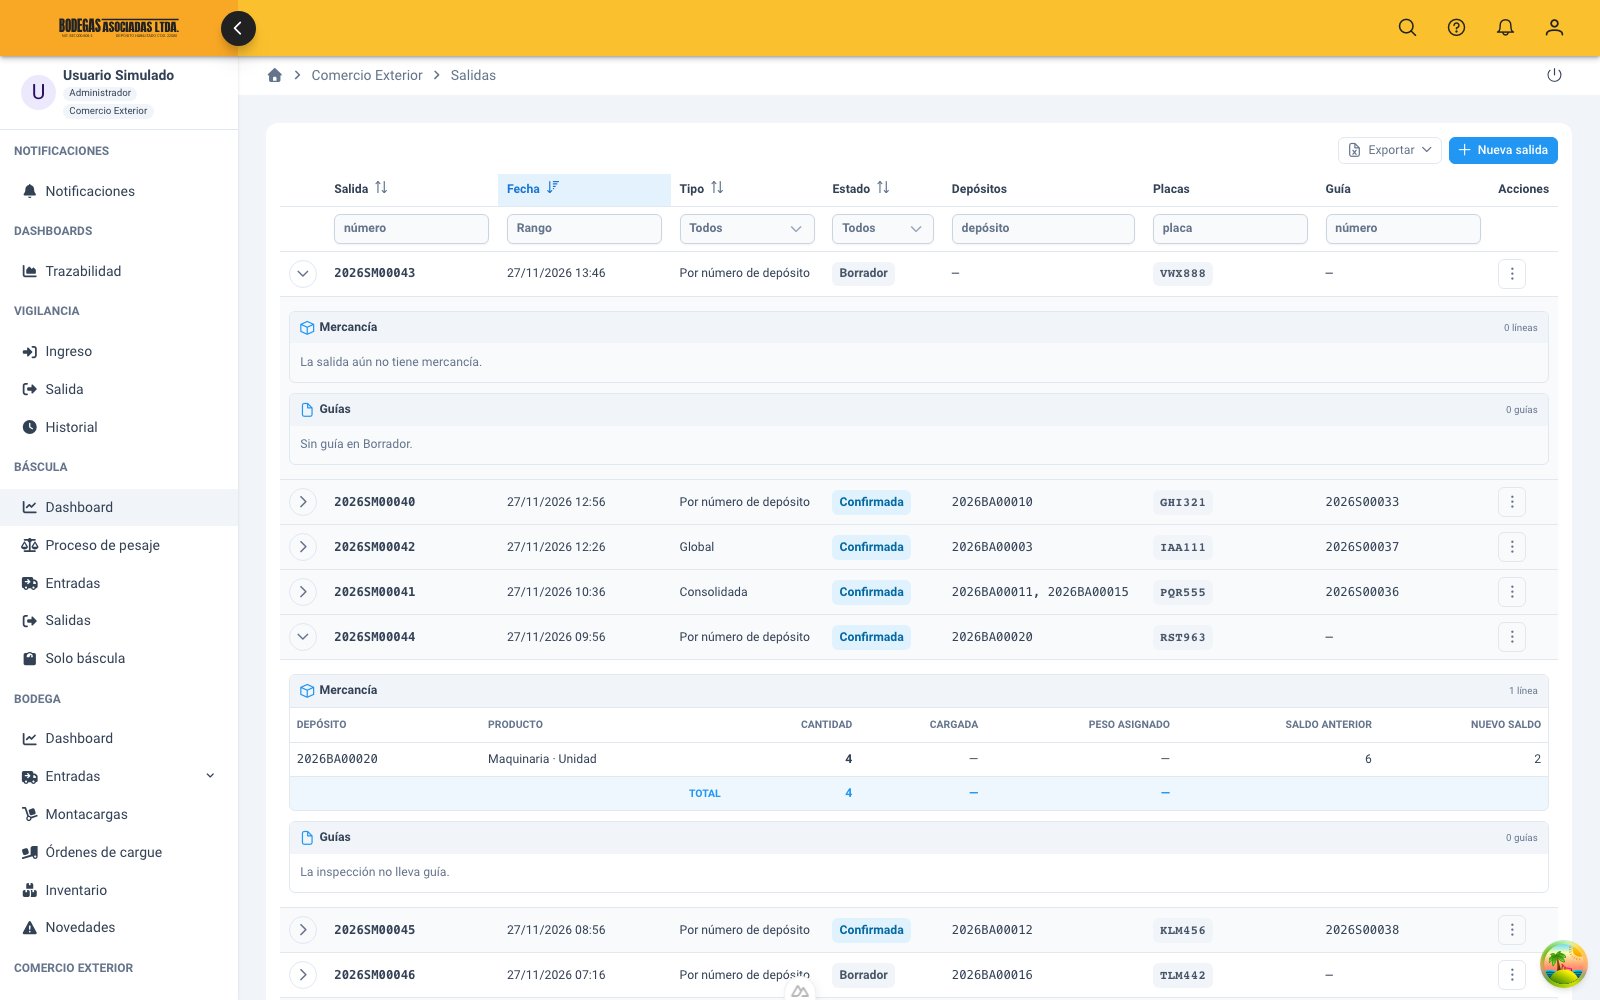 BODEGAS ASOCIADAS LTDA.
Usuario Simulado
U
Administrador
Comercio Exterior
Comercio Exterior
Salidas
NOTIFICACIONES
Notificaciones
DASHBOARDS
Trazabilidad
VIGILANCIA
Ingreso
Salida
Historial
BÁSCULA
Dashboard
Proceso de pesaje
Entradas
Salidas
Solo báscula
BODEGA
Dashboard
Entradas
Montacargas
Órdenes de cargue
Inventario
Novedades
COMERCIO EXTERIOR
Exportar
Nueva salida
Salida Fecha Tipo Estado Depósitos Placas Guía Acciones
número Rango Todos Todos depósito placa número
2026SM00043 27/11/2026 13:46 Por número de depósito Borrador — VWX888 —
Mercancía 0 líneas
La salida aún no tiene mercancía.
Guías 0 guías
Sin guía en Borrador.
2026SM00040 27/11/2026 12:56 Por número de depósito Confirmada 2026BA00010 GHI321 2026S00033
2026SM00042 27/11/2026 12:26 Global Confirmada 2026BA00003 IAA111 2026S00037
2026SM00041 27/11/2026 10:36 Consolidada Confirmada 2026BA00011, 2026BA00015 PQR555 2026S00036
2026SM00044 27/11/2026 09:56 Por número de depósito Confirmada 2026BA00020 RST963 —
Mercancía 1 línea
DEPÓSITO PRODUCTO CANTIDAD CARGADA PESO ASIGNADO SALDO ANTERIOR NUEVO SALDO
2026BA00020 Maquinaria · Unidad 4 — — 6 2
TOTAL 4 — —
Guías 0 guías
La inspección no lleva guía.
2026SM00045 27/11/2026 08:56 Por número de depósito Confirmada 2026BA00012 KLM456 2026S00038
2026SM00046 27/11/2026 07:16 Por número de depósito Borrador 2026BA00016 TLM442 —